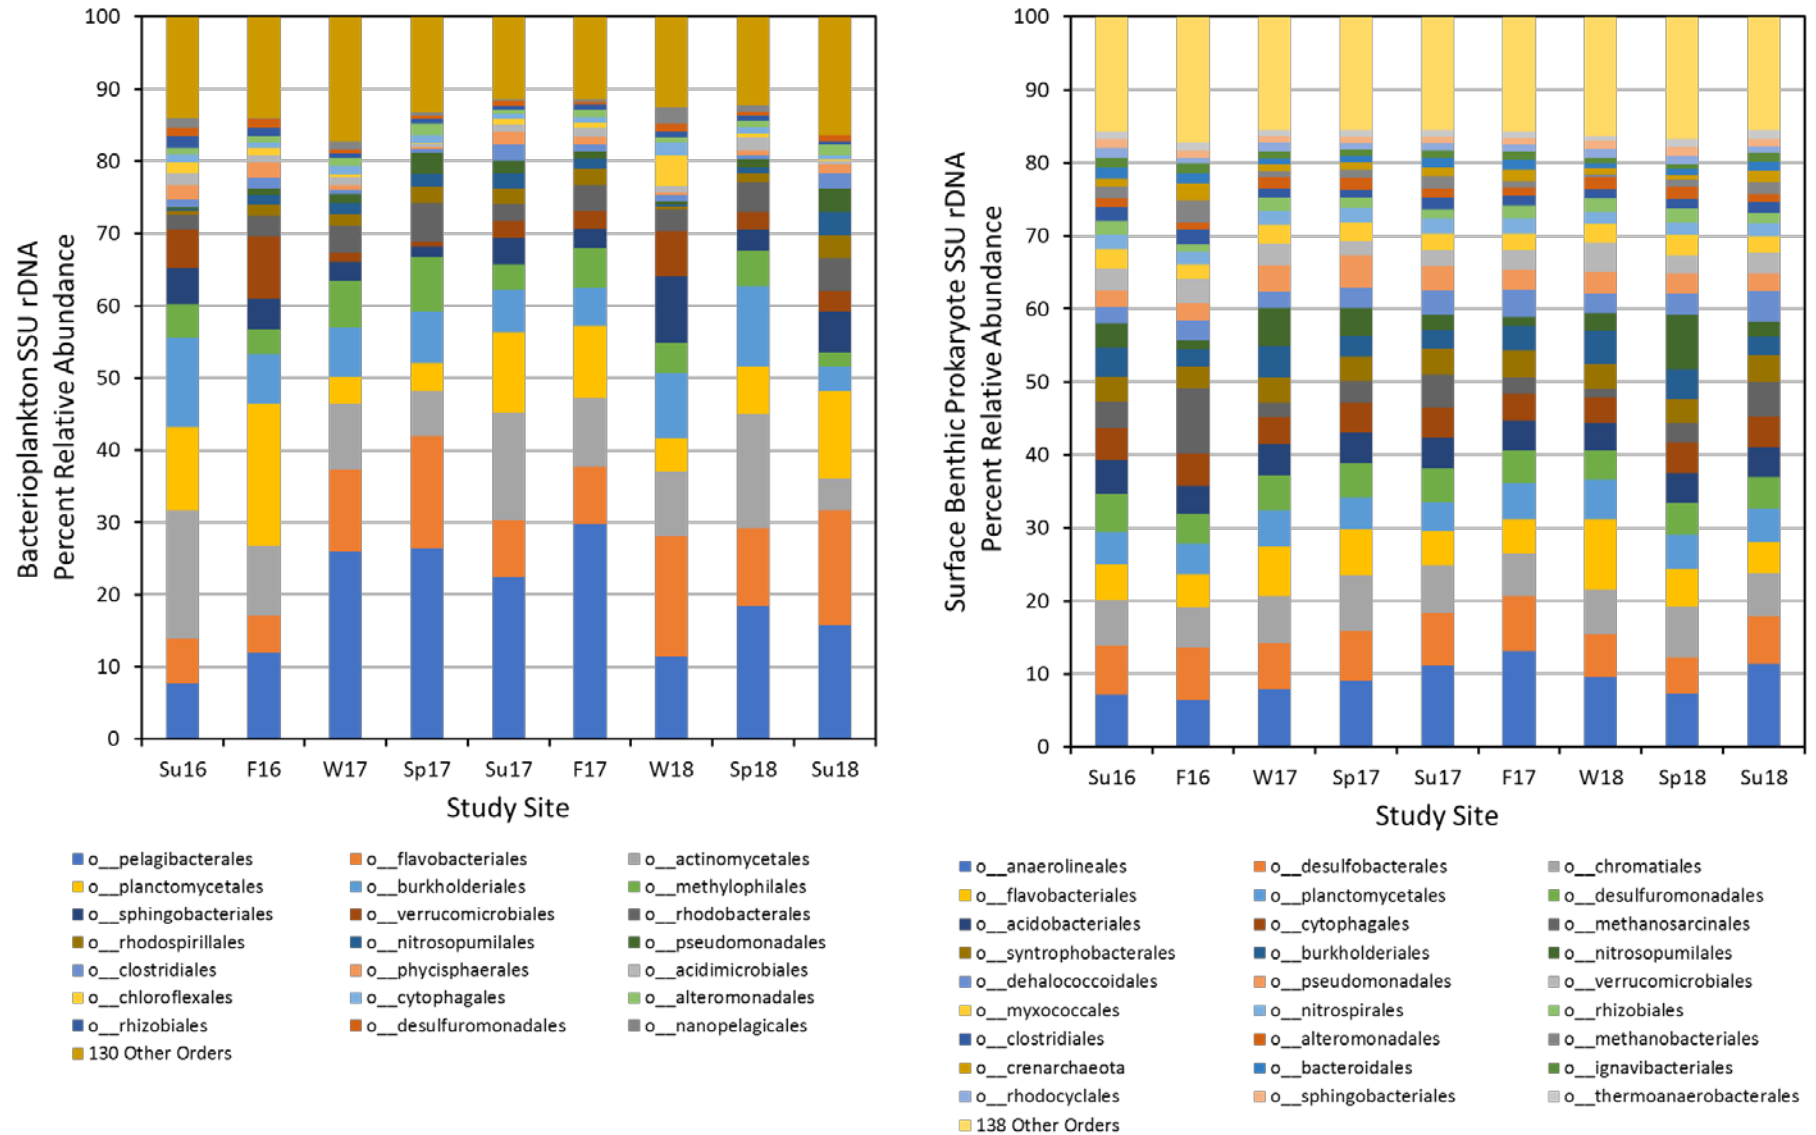 Bacterioplankton SSU rDNA
Percent Relative Abundance
100
90
80
70
60
50
40
30
20
10
0
Su16 F16 W17 Sp17 Su17 F17 W18 Sp18 Su18
Study Site
o__pelagibacterales o__flavobacteriales o__actinomycetales
o__planctomycetales o__burkholderiales o__methylophilales
o__sphingobacteriales o__verrucomicrobiales o__rhodobacterales
o__rhodospirillales o__nitrosopumilales o__pseudomonadales
o__clostridiales o__phycisphaerales o__acidimicrobiales
o__chloroflexales o__cytophagales o__alteromonadales
o__rhizobiales o__desulfuromonadales o__nanopelagicales
130 Other Orders
Surface Benthic Prokaryote SSU rDNA
Percent Relative Abundance
100
90
80
70
60
50
40
30
20
10
0
Su16 F16 W17 Sp17 Su17 F17 W18 Sp18 Su18
Study Site
o__anaerolineales o__desulfobacterales o__chromatiales
o__flavobacteriales o__planctomycetales o__desulfuromonadales
o__acidobacteriales o__cytophagales o__methanosarcinales
o__syntrophobacterales o__burkholderiales o__nitrosopumilales
o__dehalococcoidales o__pseudomonadales o__verrucomicrobiales
o__myxococcales o__nitrospirales o__rhizobiales
o__clostridiales o__alteromonadales o__methanobacteriales
o__crenarchaeota o__bacteroidales o__ignavibacteriales
o__rhodocyclales o__sphingobacteriales o__thermoanaerobacterales
138 Other Orders